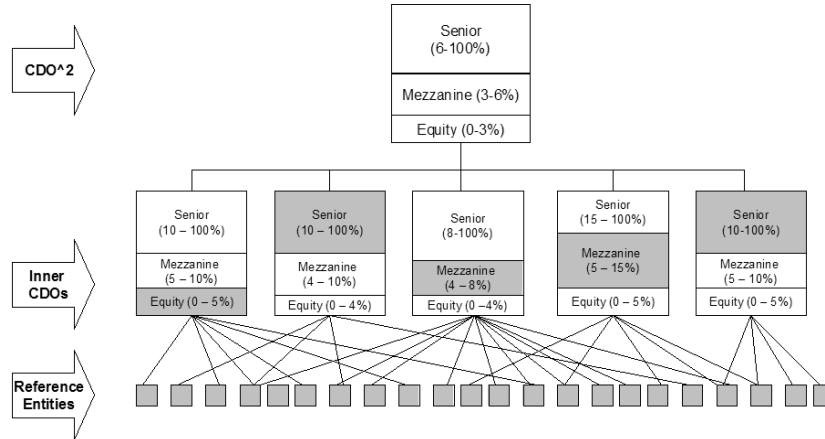 CDO^2
Senior
(6-100%)
Mezzanine (3-6%)
Equity (0-3%)
Inner
CDOs
Senior
(10 – 100%)
Mezzanine
(5 – 10%)
Equity (0 – 5%)
Senior
(10 – 100%)
Mezzanine
(4 – 10%)
Equity (0 – 4%)
Senior
(8-100%)
Mezzanine
(4 – 8%)
Equity (0 –4%)
Senior
(15 – 100%)
Mezzanine
(5 – 15%)
Equity (0 – 5%)
Senior
(10-100%)
Mezzanine
(5 – 10%)
Equity (0 – 5%)
Reference
Entities